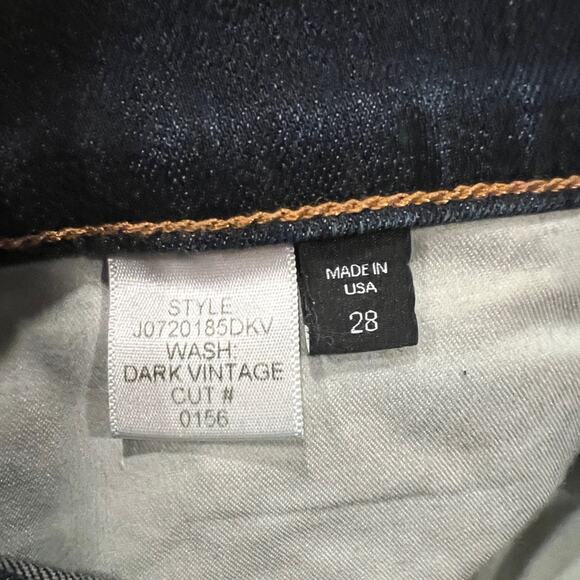 STYLE
J0720185DKV
WASH:
DARK VINTAGE
CUT #
0156
MADE IN
USA
28